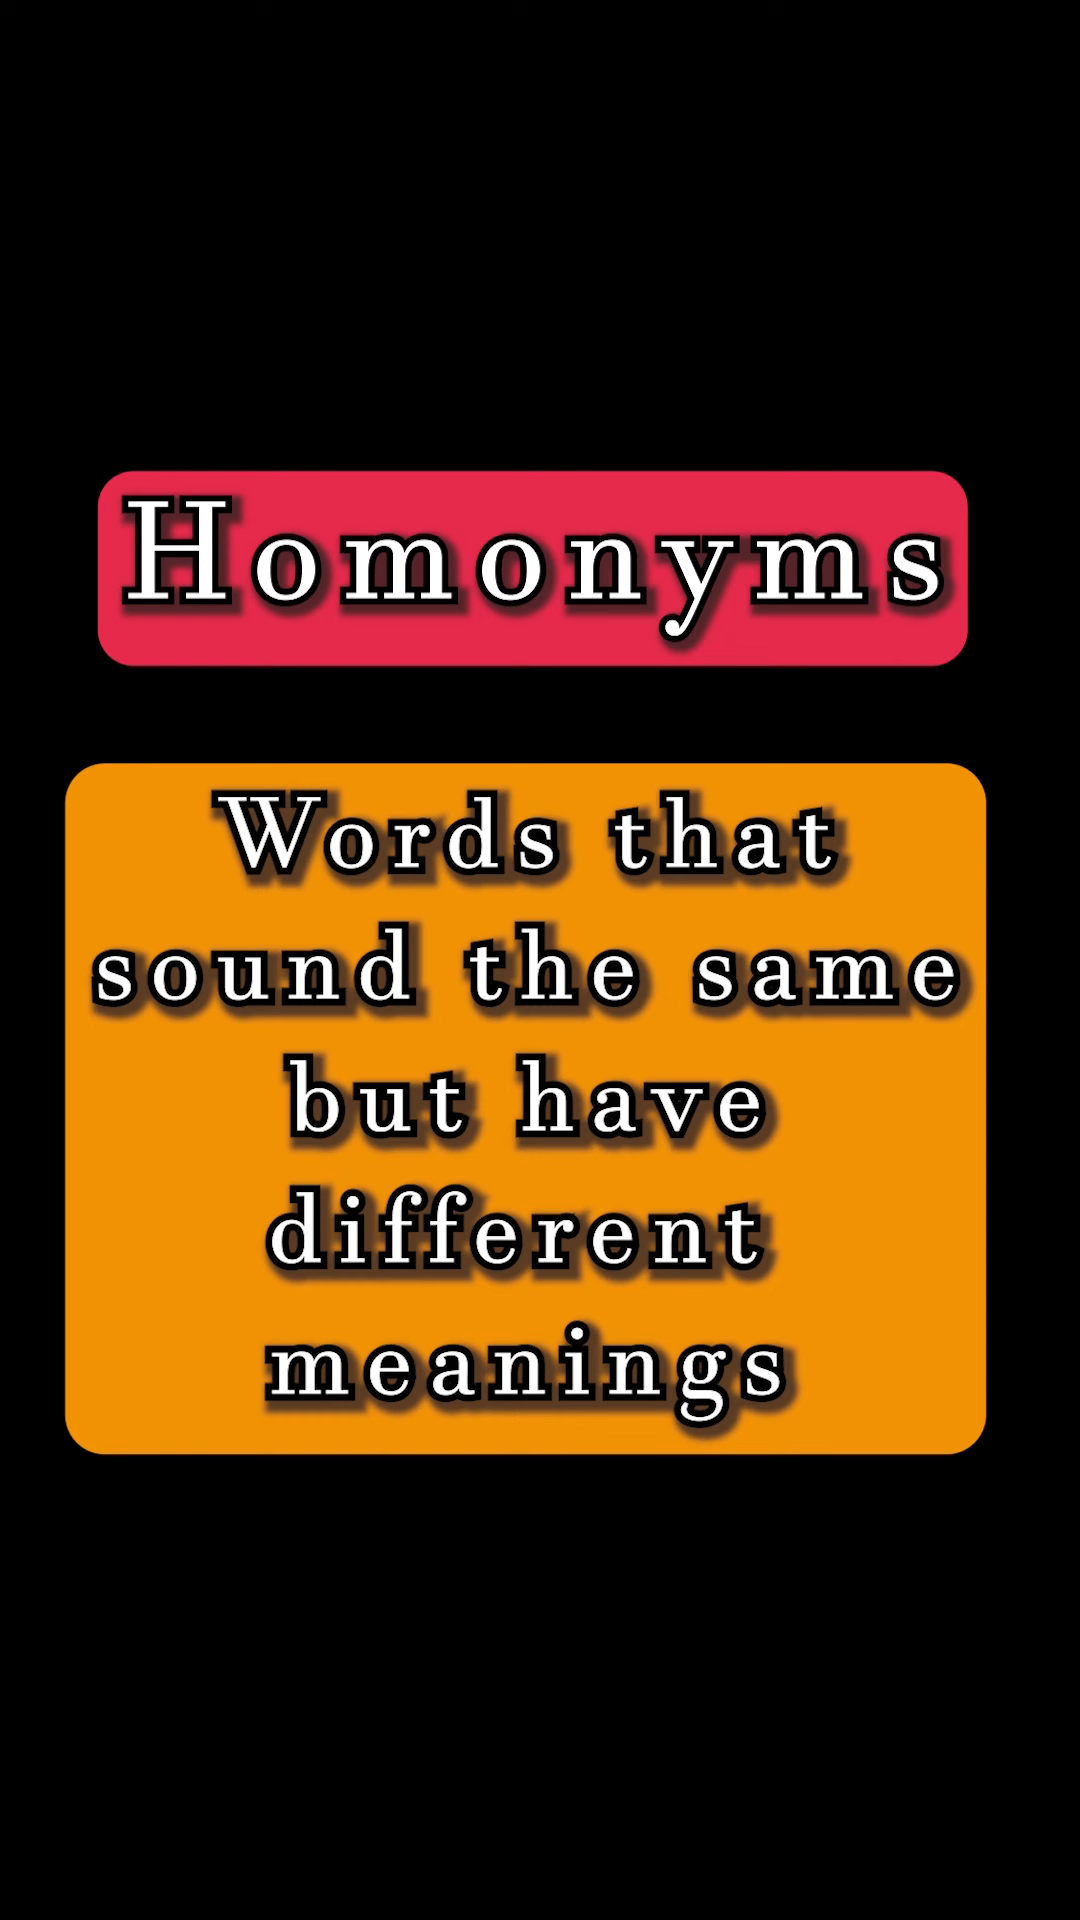 Homonyms
Words that
sound the same
but have
different
meanings